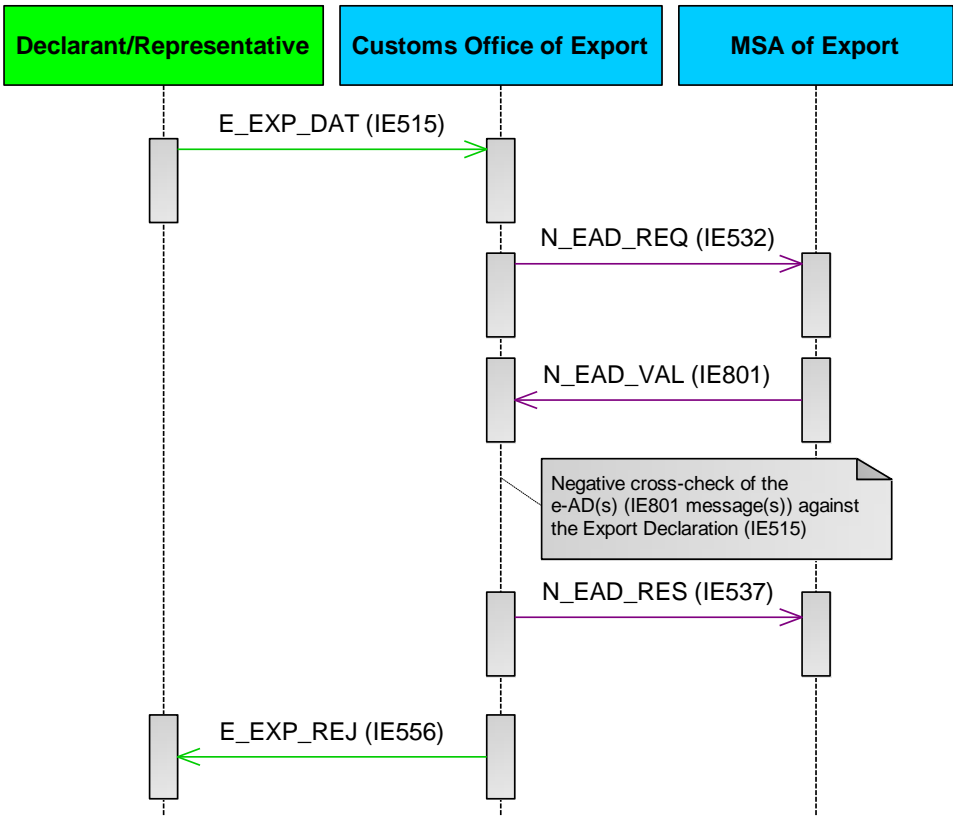 Declarant/Representative
Customs Office of Export
MSA of Export
E_EXP_DAT (IE515)
N_EAD_REQ (IE532)
N_EAD_VAL (IE801)
Negative cross-check of the
e-AD(s) (IE801 message(s)) against
the Export Declaration (IE515)
N_EAD_RES (IE537)
E_EXP_REJ (IE556)